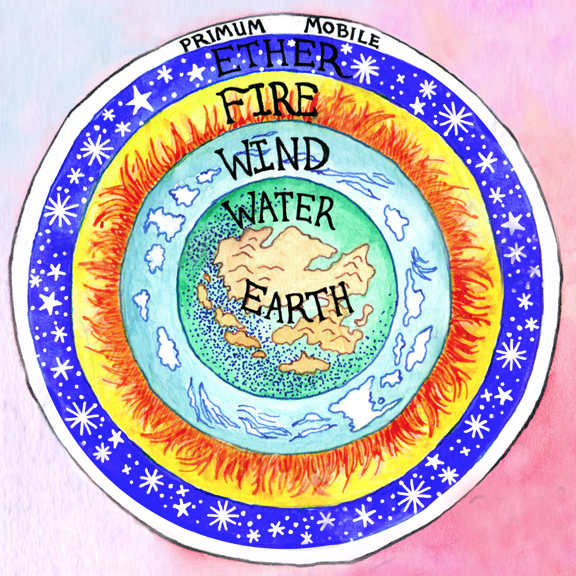 PRIMUM MOBILE
ETHER
FIRE
WIND
WATER
EARTH